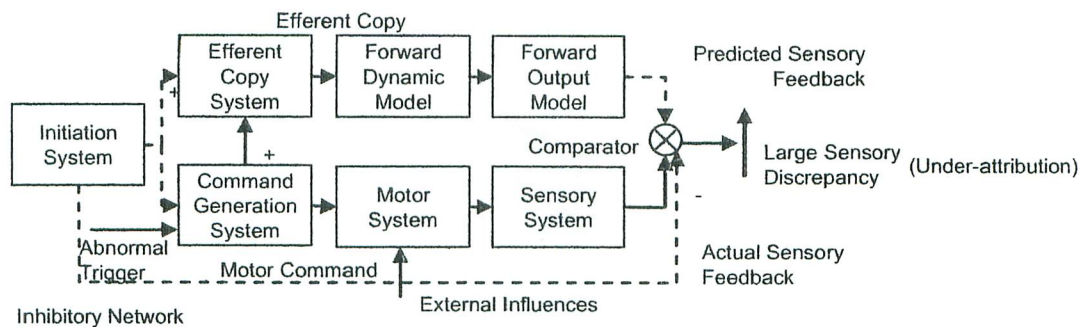 Efferent Copy
Efferent
Copy
System
Forward
Dynamic
Model
Forward
Output
Model
Predicted Sensory
Feedback
+
Initiation
System
+
Comparator
Large Sensory
Discrepancy
(Under-attribution)
Command
Generation
System
Motor
System
Sensory
System
-
Abnormal
Trigger
Motor Command
Actual Sensory
Feedback
External Influences
Inhibitory Network